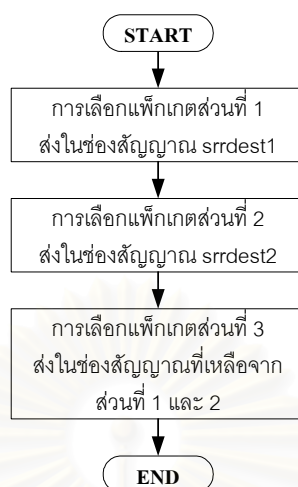 START
การเลือกแพ็กเกตส่วนที่ 1
ส่งในช่องสัญญาณ srrdest1
การเลือกแพ็กเกตส่วนที่ 2
ส่งในช่องสัญญาณ srrdest2
การเลือกแพ็กเกตส่วนที่ 3
ส่งในช่องสัญญาณที่เหลือจาก
ส่วนที่ 1 และ 2
END